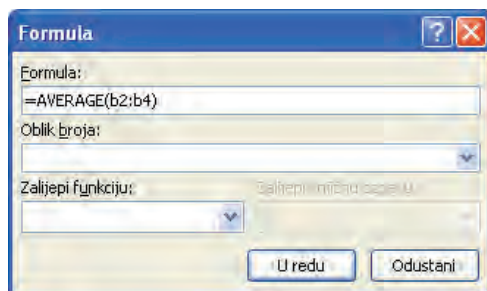 Formula
Formula:
=AVERAGE(b2:b4)
Oblik broja:
Zalijepi funkciju:
U redu
Odustani